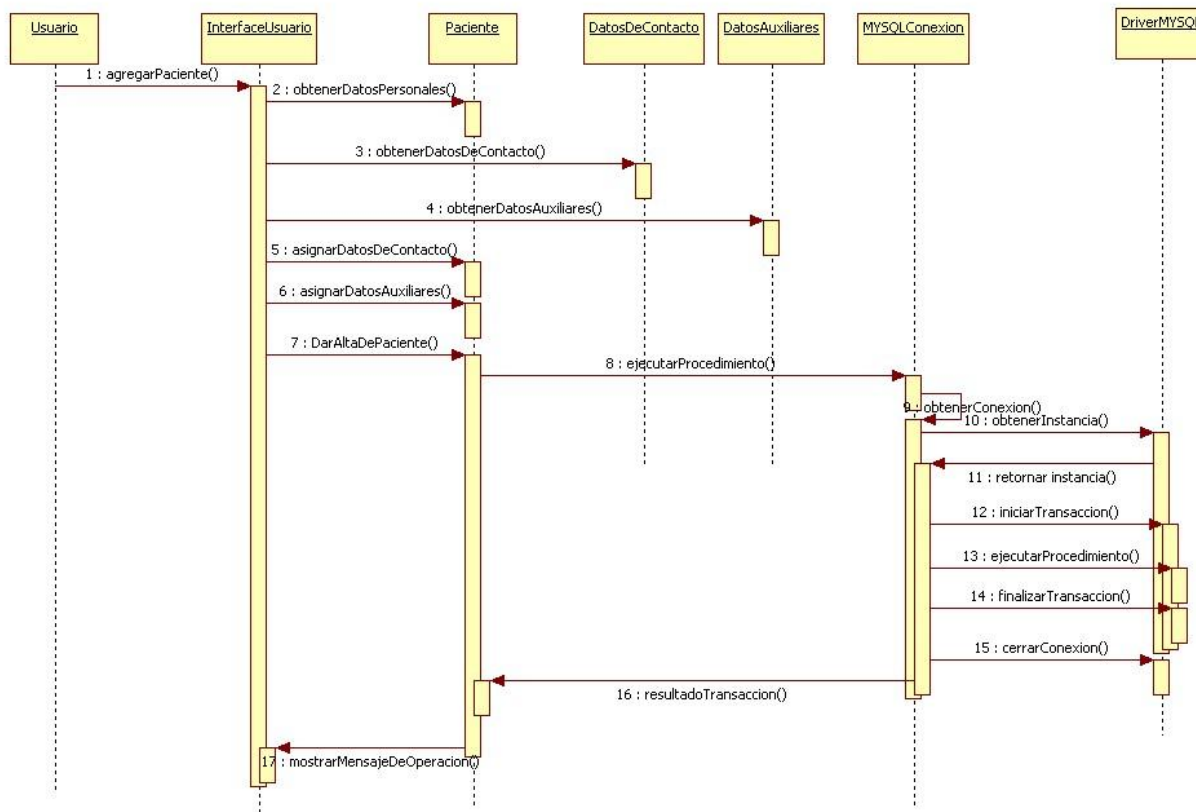 Usuario
InterfaceUsuario
Paciente
DatosDeContacto
DatosAuxiliares
MYSQLConexion
DriverMYSQL
1 : agregarPaciente()
2 : obtenerDatosPersonales()
3 : obtenerDatosDeContacto()
4 : obtenerDatosAuxiliares()
5 : asignarDatosDeContacto()
6 : asignarDatosAuxiliares()
7 : DarAltaDePaciente()
8 : ejecutarProcedimiento()
9 : obtenerConexion()
10 : obtenerInstancia()
11 : retornar instancia()
12 : iniciarTransaccion()
13 : ejecutarProcedimiento()
14 : finalizarTransaccion()
15 : cerrarConexion()
16 : resultadoTransaccion()
17 : mostrarMensajeDeOperacion()